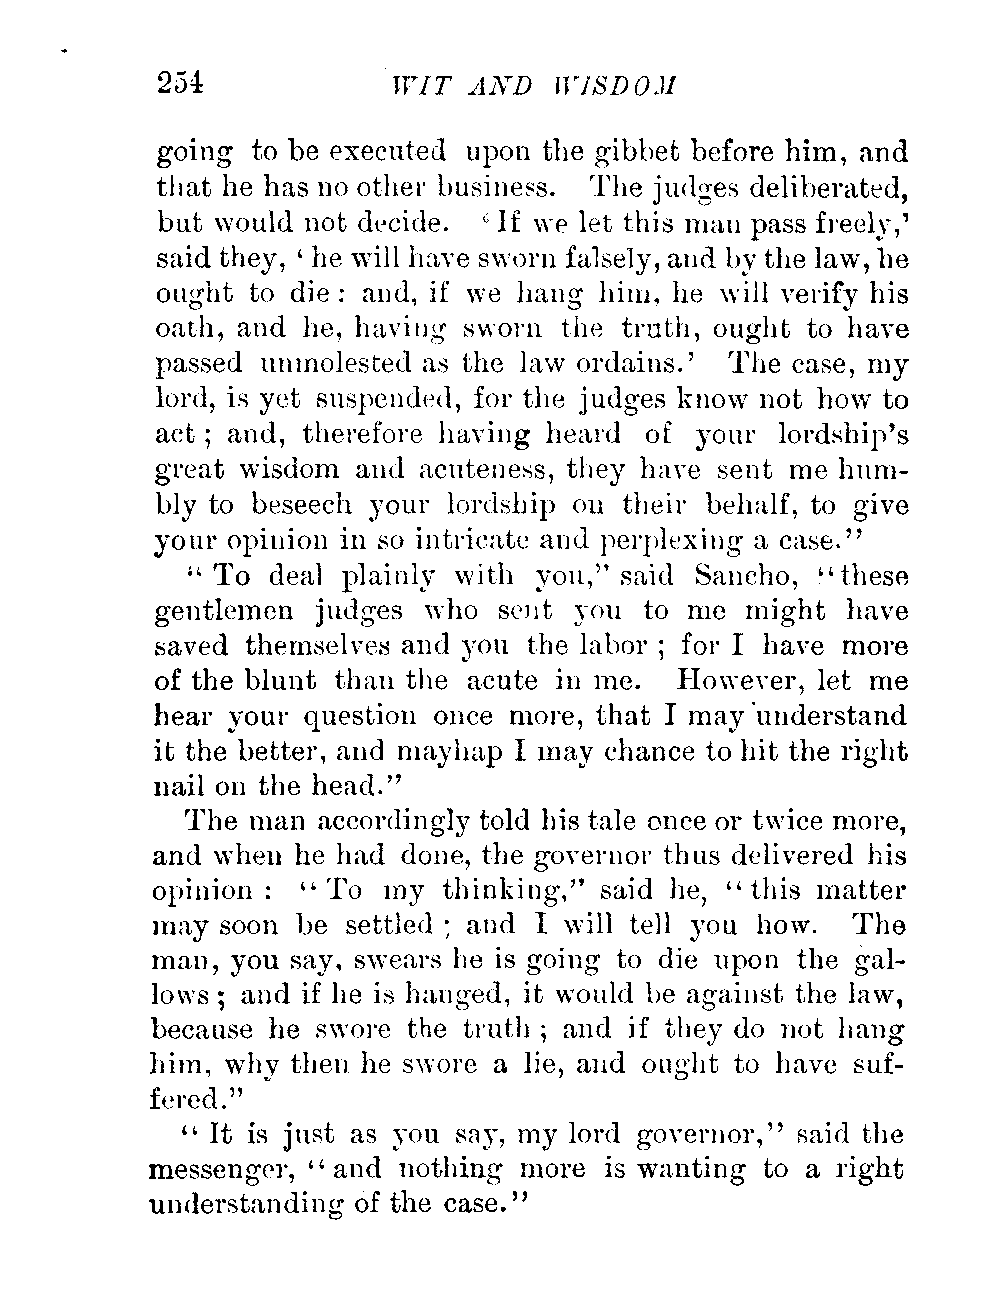 254 WIT AND WISDOM
going to be executed upon the gibbet before him, and
that he has no other business. The judges deliberated,
but would not decide. ‘If we let this man pass freely,’
said they, ‘he will have sworn falsely, and by the law, he
ought to die: and, if we hang him, he will verify his
oath, and he, having sworn the truth, ought to have
passed unmolested as the law ordains.’ The case, my
lord, is yet suspended, for the judges know not how to
act; and, therefore having heard of your lordship’s
great wisdom and acuteness, they have sent me hum-
bly to beseech your lordship on their behalf, to give
your opinion in so intricate and perplexing a case.”
“To deal plainly with you,” said Sancho, “these
gentlemen judges who sent you to me might have
saved themselves and you the labor; for I have more
of the blunt than the acute in me. However, let me
hear your question once more, that I may understand
it the better, and mayhap I may chance to hit the right
nail on the head.”
The man accordingly told his tale once or twice more,
and when he had done, the governor thus delivered his
opinion: “To my thinking,” said he, “this matter
may soon be settled; and I will tell you how. The
man, you say, swears he is going to die upon the gal-
lows; and if he is hanged, it would be against the law,
because he swore the truth; and if they do not hang
him, why then he swore a lie, and ought to have suf-
fered.”
“It is just as you say, my lord governor,” said the
messenger, “and nothing more is wanting to a right
understanding of the case.”